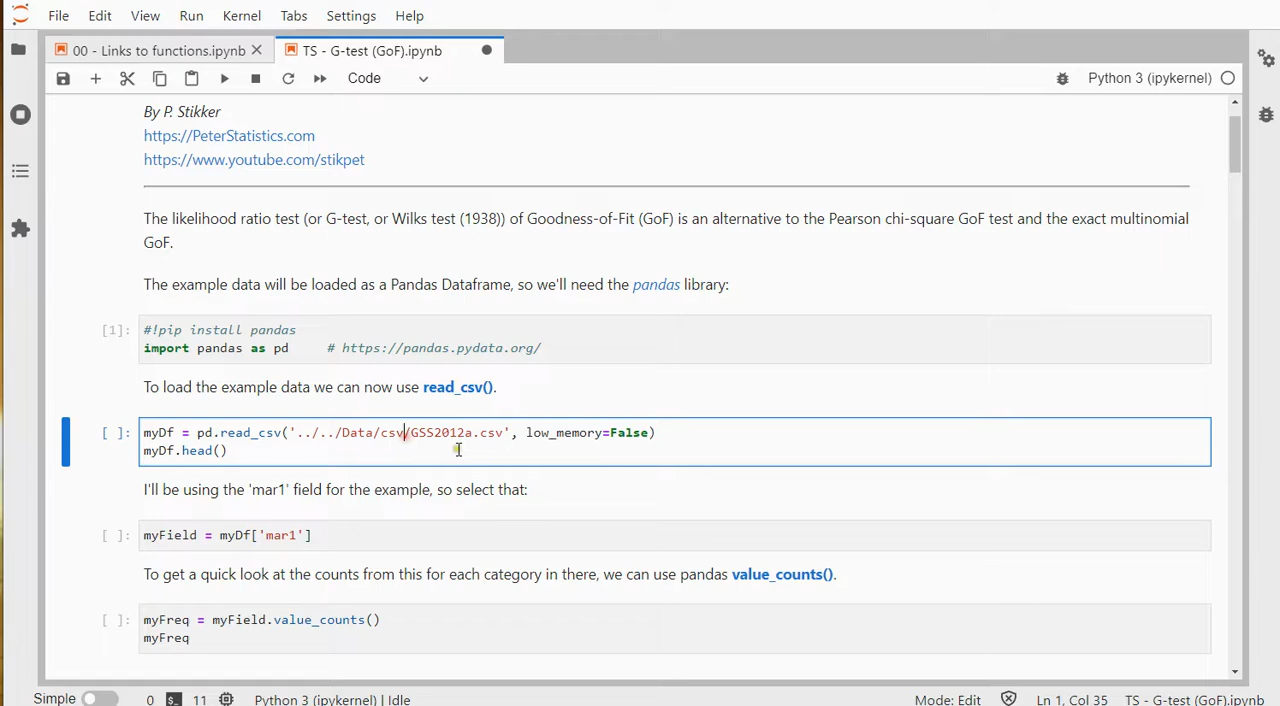 File Edit View Run Kernel Tabs Settings Help
00 - Links to functions.ipynb TS - G-test (GoF).ipynb
Code Python 3 (ipykernel)
By P. Stikker
https://PeterStatistics.com
https://www.youtube.com/stikpet
The likelihood ratio test (or G-test, or Wilks test (1938)) of Goodness-of-Fit (GoF) is an alternative to the Pearson chi-square GoF test and the exact multinomial
GoF.
The example data will be loaded as a Pandas Dataframe, so we'll need the pandas library:
[1]: #!pip install pandas
import pandas as pd # https://pandas.pydata.org/
To load the example data we can now use read_csv().
[ ]: myDf = pd.read_csv('../../Data/csv/GSS2012a.csv', low_memory=False)
myDf.head()
I'll be using the 'mar1' field for the example, so select that:
[ ]: myField = myDf['mar1']
To get a quick look at the counts from this for each category in there, we can use pandas value_counts().
[ ]: myFreq = myField.value_counts()
myFreq
Simple 0 $_ 11 Python 3 (ipykernel) | Idle Mode: Edit Ln 1, Col 35 TS - G-test (GoF).ipynb